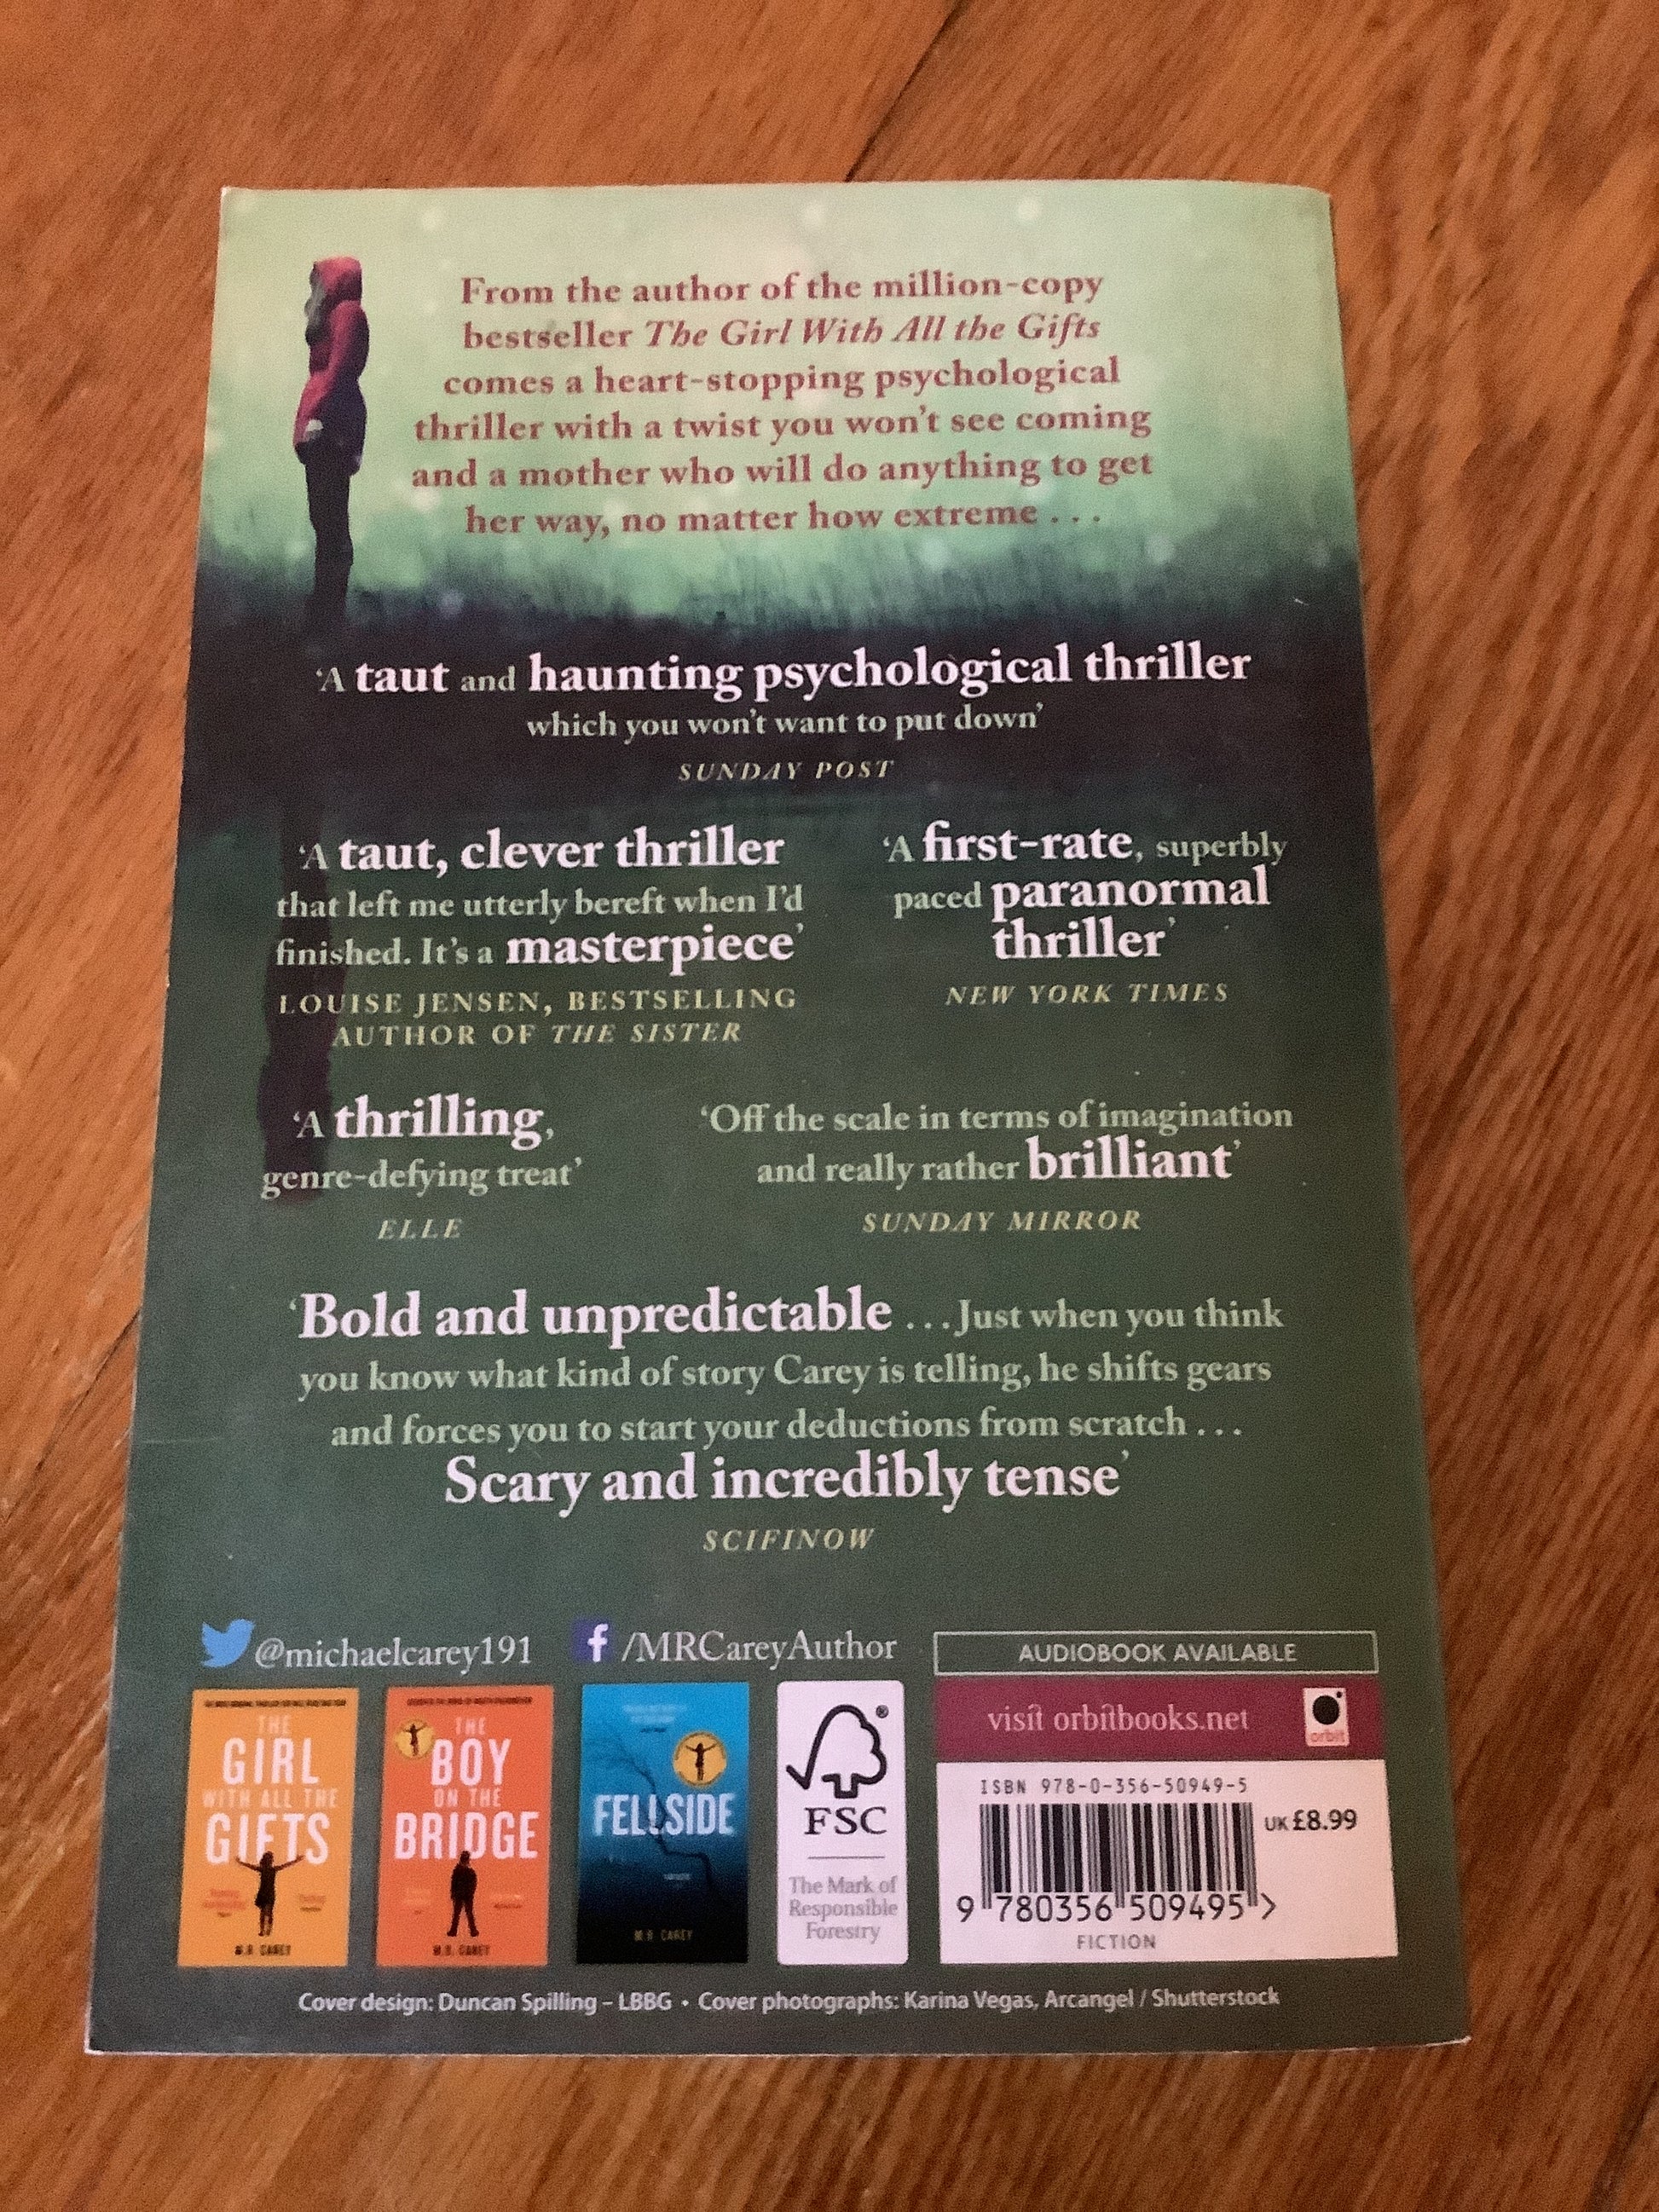 From the author of the million-copy
bestseller The Girl With All the Gifts
comes a heart-stopping psychological
thriller with a twist you won't see coming
and a mother who will do anything to get
her way, no matter how extreme . . .
‘A taut and haunting psychological thriller
which you won't want to put down’
SUNDAY POST
‘A taut, clever thriller
that left me utterly bereft when I'd
finished. It's a masterpiece’
LOUISE JENSEN, BESTSELLING
AUTHOR OF THE SISTER
‘A first-rate, superbly
paced paranormal
thriller’
NEW YORK TIMES
‘A thrilling,
genre-defying treat’
ELLE
‘Off the scale in terms of imagination
and really rather brilliant’
SUNDAY MIRROR
‘Bold and unpredictable . . . Just when you think
you know what kind of story Carey is telling, he shifts gears
and forces you to start your deductions from scratch . . .
Scary and incredibly tense’
SCIFINOW
@michaelcarey191
f /MRCareyAuthor
THE
GIRL
WITH ALL THE
GIFTS
M.R. CAREY
THE
BOY
ON THE
BRIDGE
M.R. CAREY
FELLSIDE
M.R. CAREY
®
FSC
The Mark of
Responsible
Forestry
AUDIOBOOK AVAILABLE
visit orbitbooks.net
orbit
ISBN 978-0-356-50949-5
UK £8.99
9 780356 509495 >
FICTION
Cover design: Duncan Spilling – LBBG • Cover photographs: Karina Vegas, Arcangel / Shutterstock